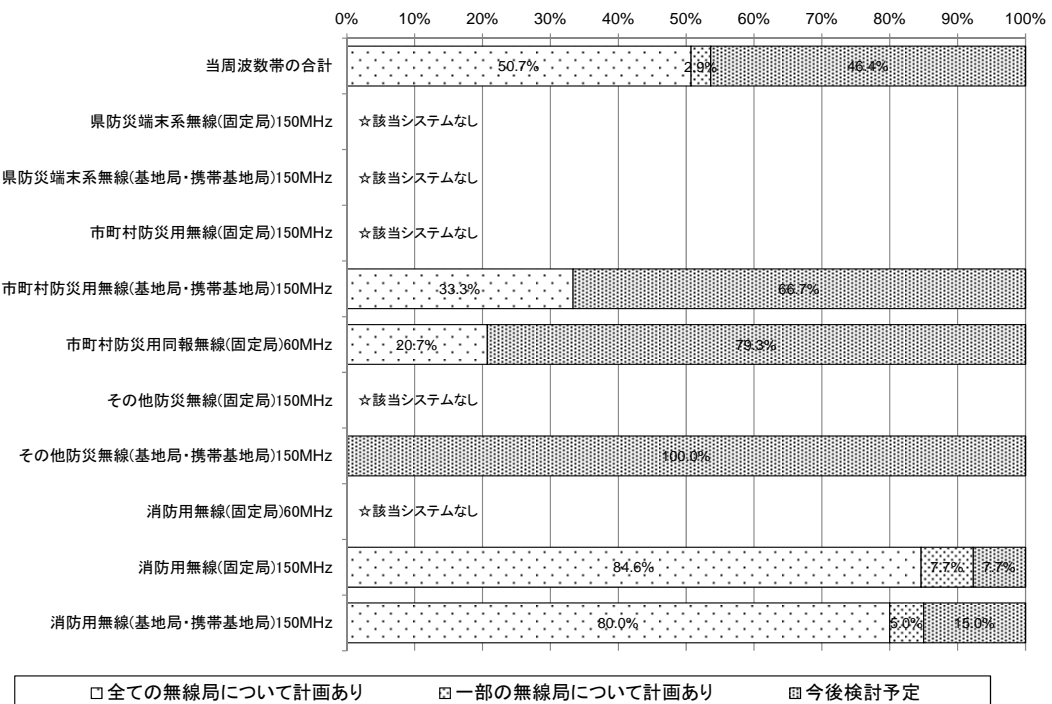 0% 10% 20% 30% 40% 50% 60% 70% 80% 90% 100%
当周波数帯の合計 50.7% 2.9% 46.4%
県防災端末系無線(固定局)150MHz ☆該当システムなし
県防災端末系無線(基地局・携帯基地局)150MHz ☆該当システムなし
市町村防災用無線(固定局)150MHz ☆該当システムなし
市町村防災用無線(基地局・携帯基地局)150MHz 33.3% 66.7%
市町村防災用同報無線(固定局)60MHz 20.7% 79.3%
その他防災無線(固定局)150MHz ☆該当システムなし
その他防災無線(基地局・携帯基地局)150MHz 100.0%
消防用無線(固定局)60MHz ☆該当システムなし
消防用無線(固定局)150MHz 84.6% 7.7% 7.7%
消防用無線(基地局・携帯基地局)150MHz 80.0% 5.0% 15.0%
全ての無線局について計画あり 一部の無線局について計画あり 今後検討予定